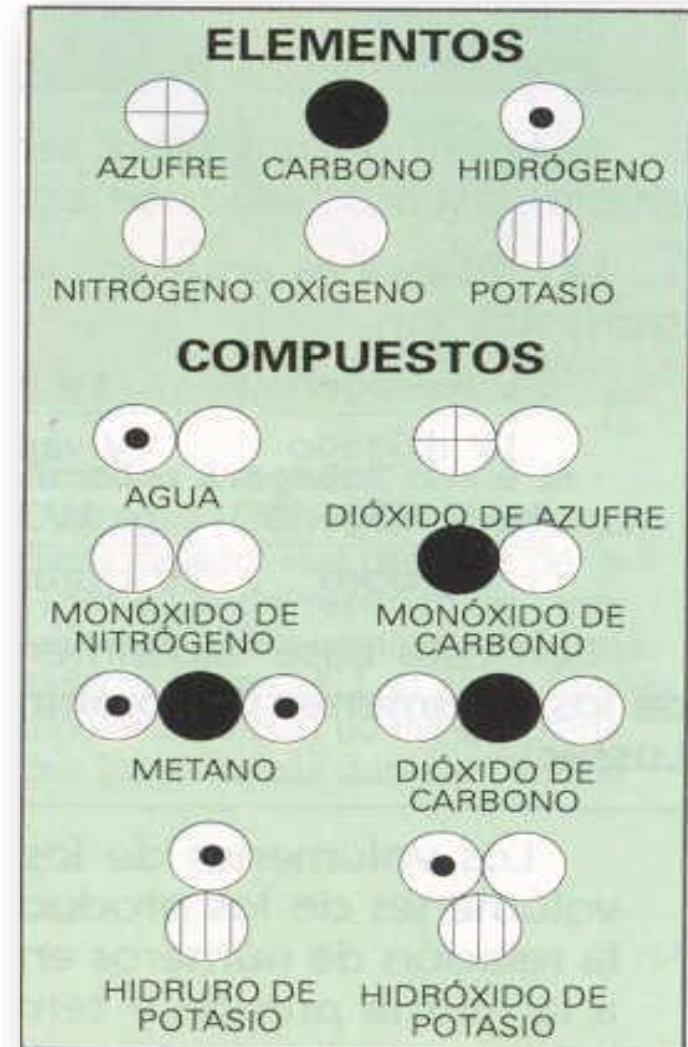 ELEMENTOS
AZUFRE CARBONO HIDRÓGENO
NITRÓGENO OXÍGENO POTASIO
COMPUESTOS
AGUA
DIÓXIDO DE AZUFRE
MONÓXIDO DE
NITRÓGENO
MONÓXIDO DE
CARBONO
METANO
DIÓXIDO DE
CARBONO
HIDRURO DE
POTASIO
HIDRÓXIDO DE
POTASIO